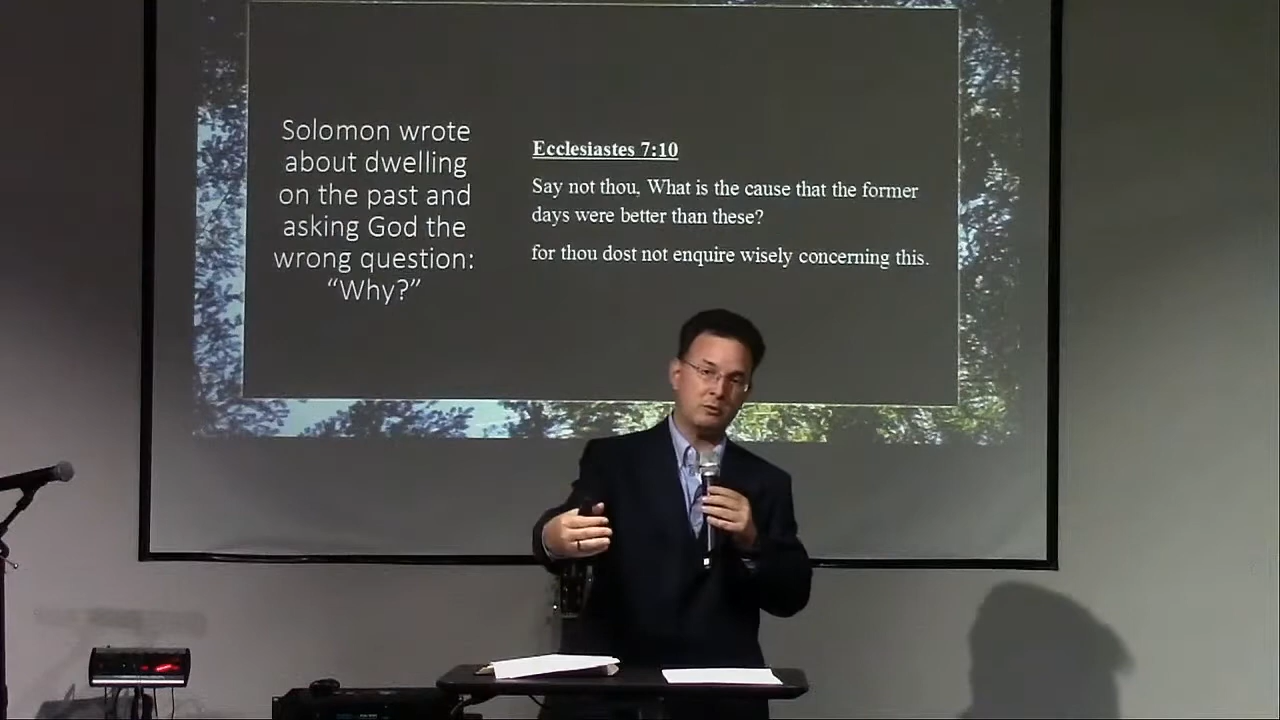 Solomon wrote
about dwelling
on the past and
asking God the
wrong question:
“Why?”
Ecclesiastes 7:10
Say not thou, What is the cause that the former
days were better than these?
for thou dost not enquire wisely concerning this.